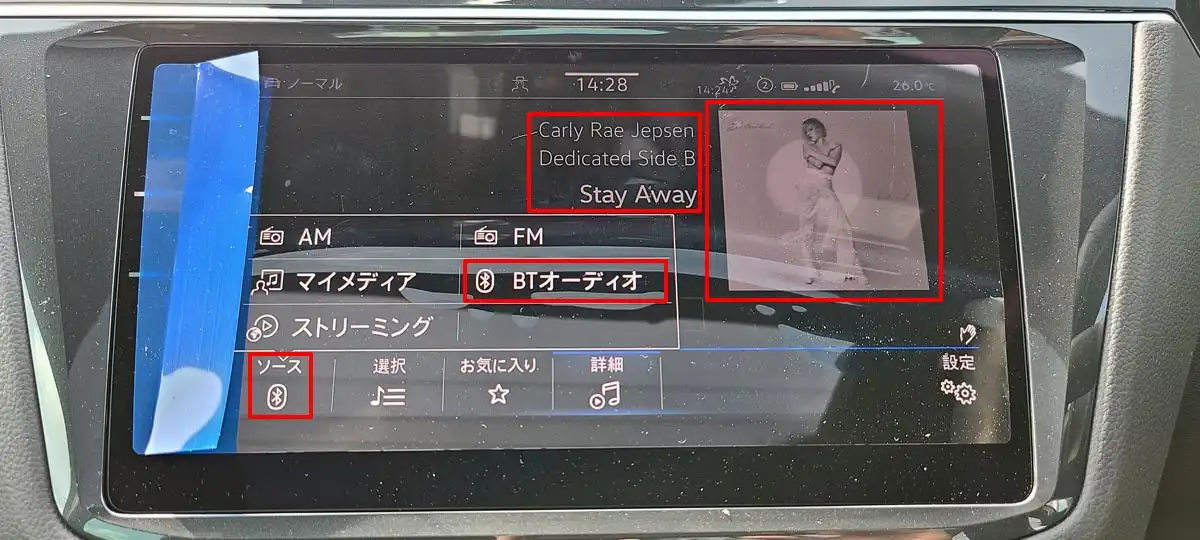 ノーマル
14:28
14:24
2
26.0°C
Carly Rae Jepsen
Dedicated Side B
Stay Away
AM
FM
マイメディア
BTオーディオ
ストリーミング
ソース
選択
お気に入り
詳細
設定